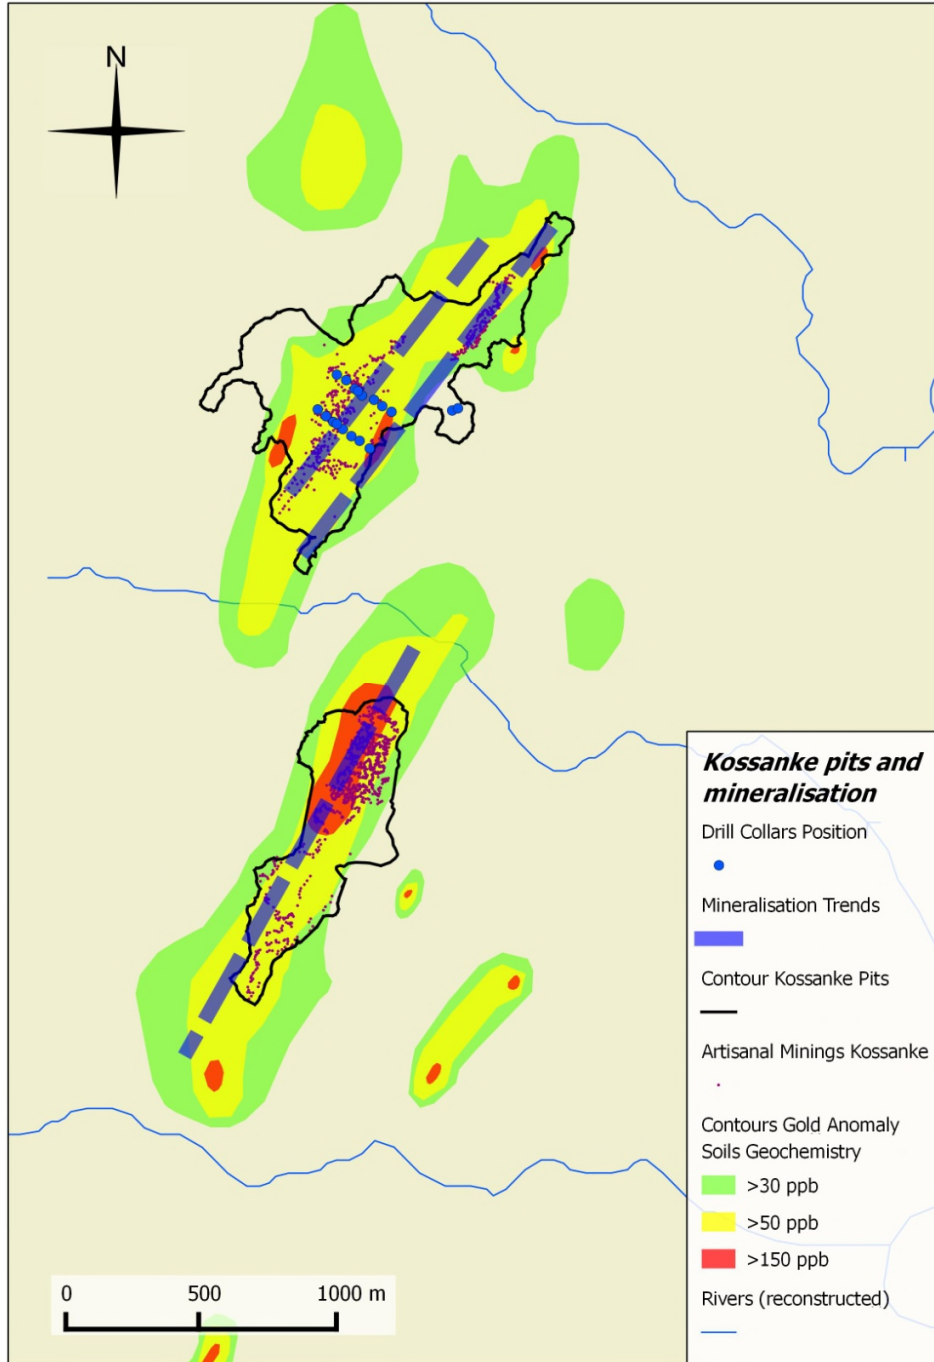 N
Kossanke pits and
mineralisation
Drill Collars Position
Mineralisation Trends
Contour Kossanke Pits
Artisanal Minings Kossanke
Contours Gold Anomaly
Soils Geochemistry
>30 ppb
>50 ppb
>150 ppb
Rivers (reconstructed)
0 500 1000 m